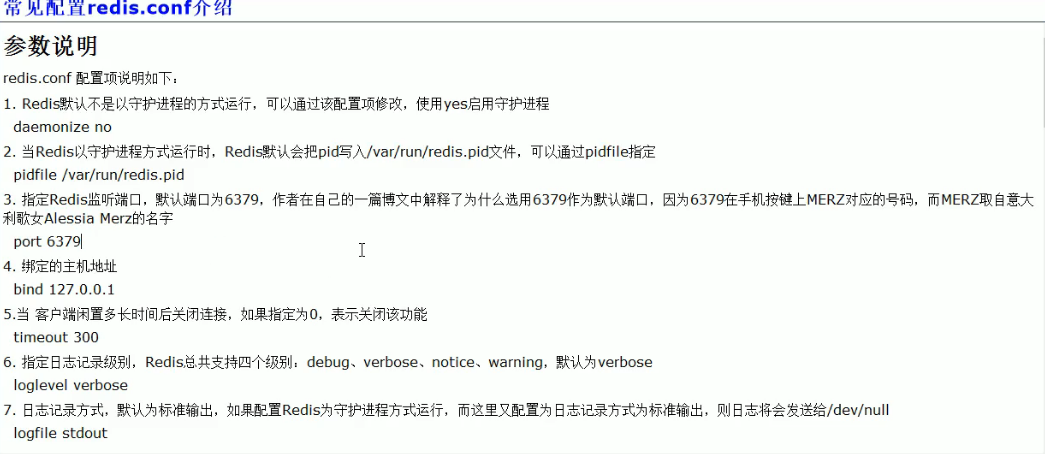 常见配置redis.conf介绍
参数说明
redis.conf 配置项说明如下：
1. Redis默认不是以守护进程的方式运行，可以通过该配置项修改，使用yes启用守护进程
daemonize no
2. 当Redis以守护进程方式运行时，Redis默认会把pid写入/var/run/redis.pid文件，可以通过pidfile指定
pidfile /var/run/redis.pid
3. 指定Redis监听端口，默认端口为6379，作者在自己的一篇博文中解释了为什么选用6379作为默认端口，因为6379在手机按键上MERZ对应的号码，而MERZ取自意大
利歌女Alessia Merz的名字
port 6379
4. 绑定的主机地址
bind 127.0.0.1
5.当 客户端闲置多长时间后关闭连接，如果指定为0，表示关闭该功能
timeout 300
6. 指定日志记录级别，Redis总共支持四个级别：debug、verbose、notice、warning，默认为verbose
loglevel verbose
7. 日志记录方式，默认为标准输出，如果配置Redis为守护进程方式运行，而这里又配置为日志记录方式为标准输出，则日志将会发送给/dev/null
logfile stdout